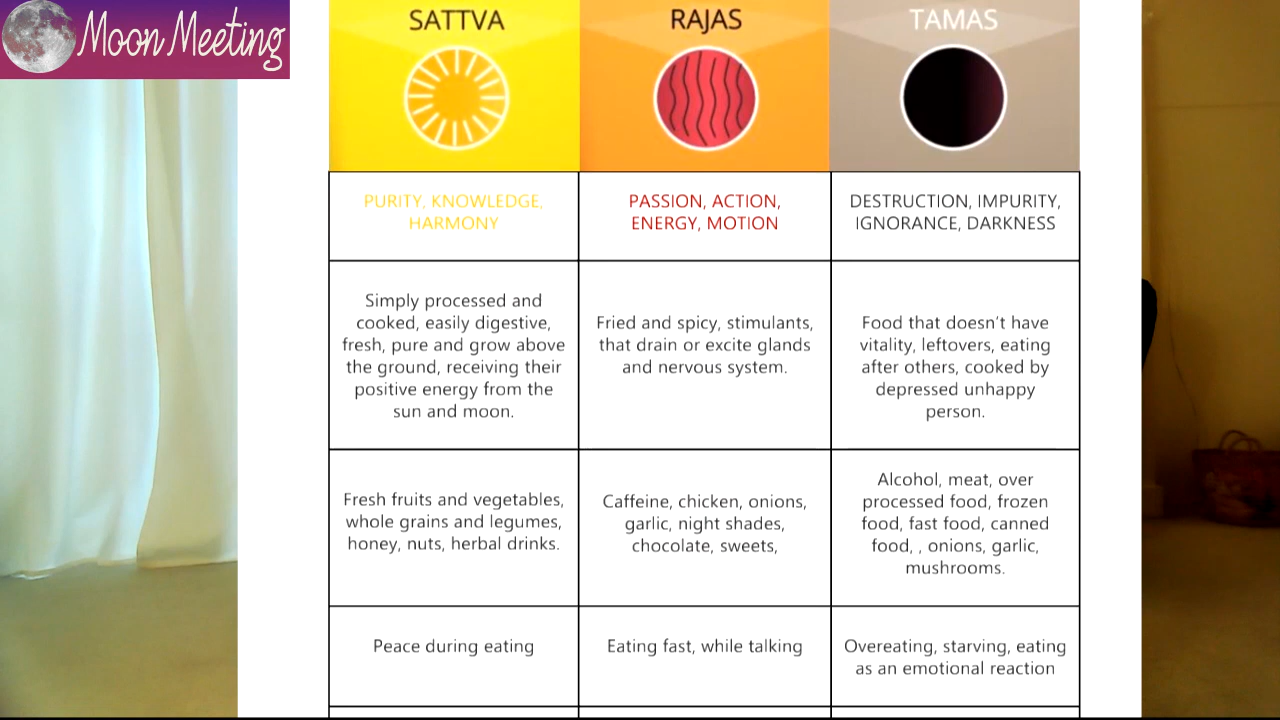 Moon Meeting
SATTVA
RAJAS
TAMAS
PURITY, KNOWLEDGE,
HARMONY
PASSION, ACTION,
ENERGY, MOTION
DESTRUCTION, IMPURITY,
IGNORANCE, DARKNESS
Simply processed and
cooked, easily digestive,
fresh, pure and grow above
the ground, receiving their
positive energy from the
sun and moon.
Fried and spicy, stimulants,
that drain or excite glands
and nervous system.
Food that doesn't have
vitality, leftovers, eating
after others, cooked by
depressed unhappy
person.
Fresh fruits and vegetables,
whole grains and legumes,
honey, nuts, herbal drinks.
Caffeine, chicken, onions,
garlic, night shades,
chocolate, sweets,
Alcohol, meat, over
processed food, frozen
food, fast food, canned
food, , onions, garlic,
mushrooms.
Peace during eating
Eating fast, while talking
Overeating, starving, eating
as an emotional reaction